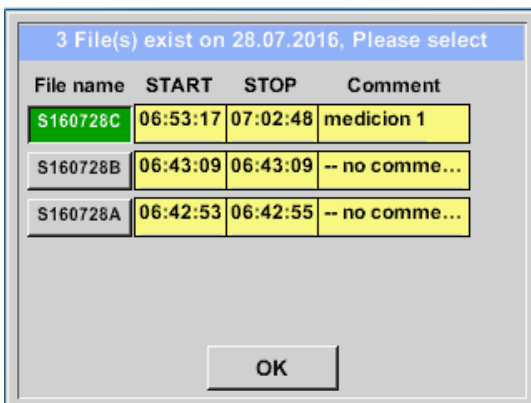 3 File(s) exist on 28.07.2016, Please select
File name START STOP Comment
S160728C 06:53:17 07:02:48 medicion 1
S160728B 06:43:09 06:43:09 -- no comme...
S160728A 06:42:53 06:42:55 -- no comme...
OK